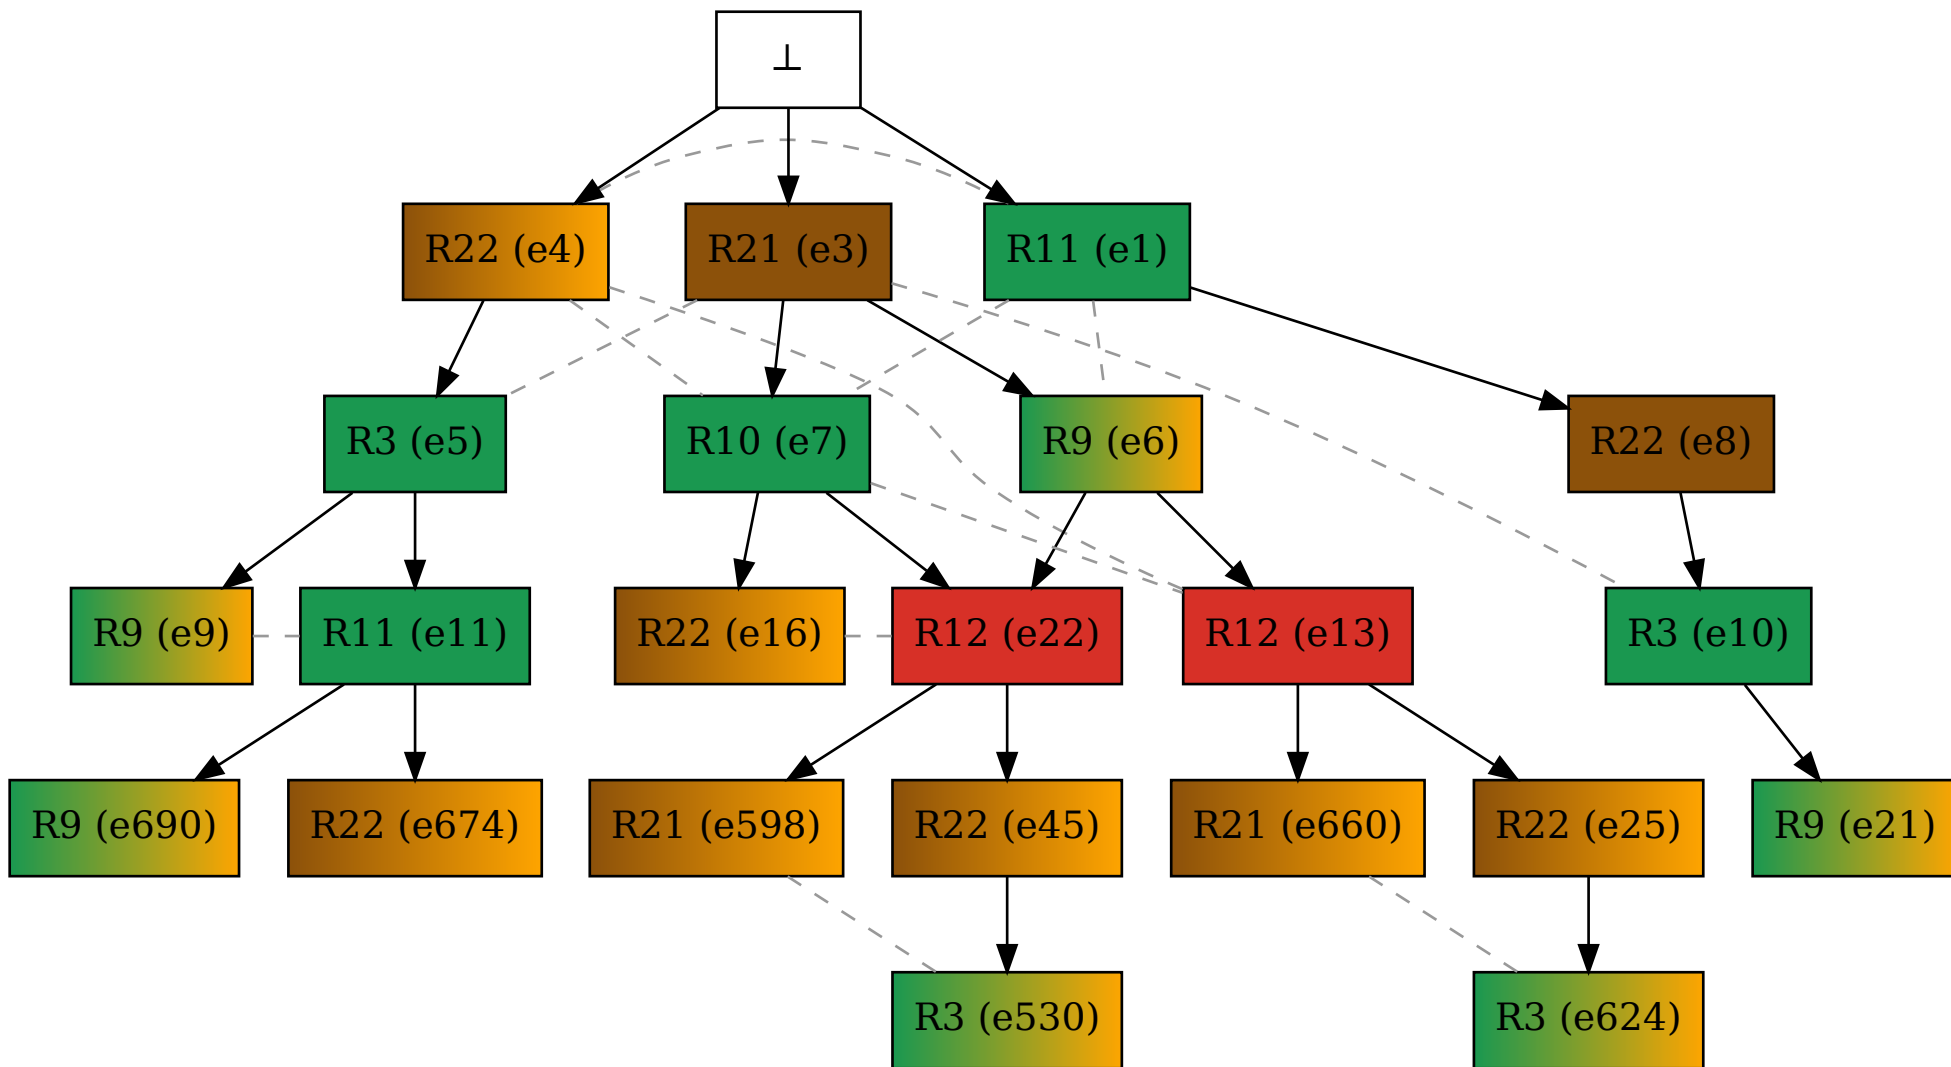 ⊥
R22 (e4)
R21 (e3)
R11 (e1)
R3 (e5)
R10 (e7)
R9 (e6)
R22 (e8)
R9 (e9)
R11 (e11)
R22 (e16)
R12 (e22)
R12 (e13)
R3 (e10)
R9 (e690)
R22 (e674)
R21 (e598)
R22 (e45)
R21 (e660)
R22 (e25)
R9 (e21)
R3 (e530)
R3 (e624)